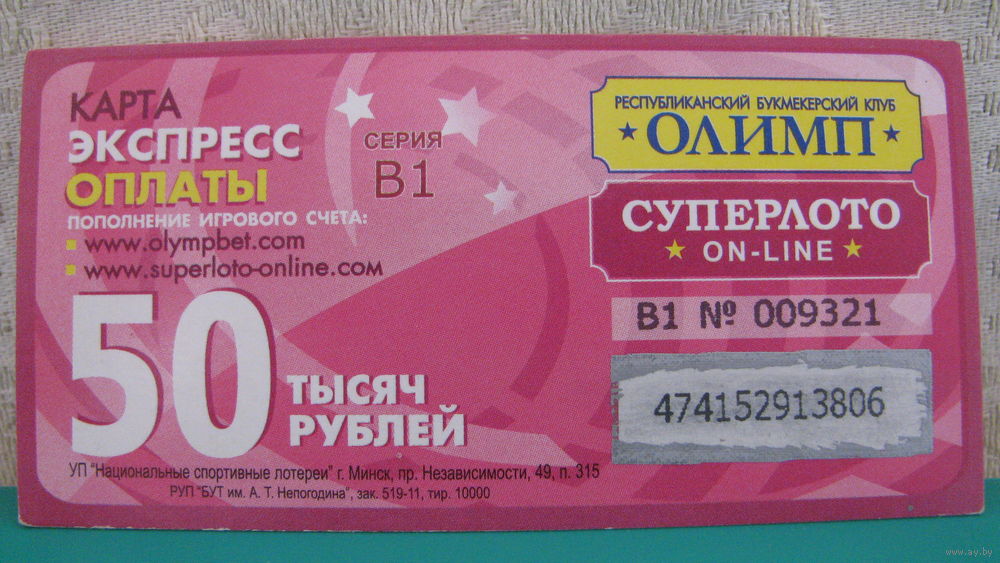 КАРТА
ЭКСПРЕСС
ОПЛАТЫ
ПОПОЛНЕНИЕ ИГРОВОГО СЧЕТА:
www.olympbet.com
www.superloto-online.com
СЕРИЯ
В1
50
ТЫСЯЧ
РУБЛЕЙ
РЕСПУБЛИКАНСКИЙ БУКМЕКЕРСКИЙ КЛУБ
ОЛИМП
СУПЕРЛОТО
ON-LINE
В1 № 009321
474152913806
УП "Национальные спортивные лотереи" г. Минск, пр. Независимости, 49, п. 315
РУП "БУТ им. А. Т. Непогодина", зак. 519-11, тир. 10000
www.ay.by